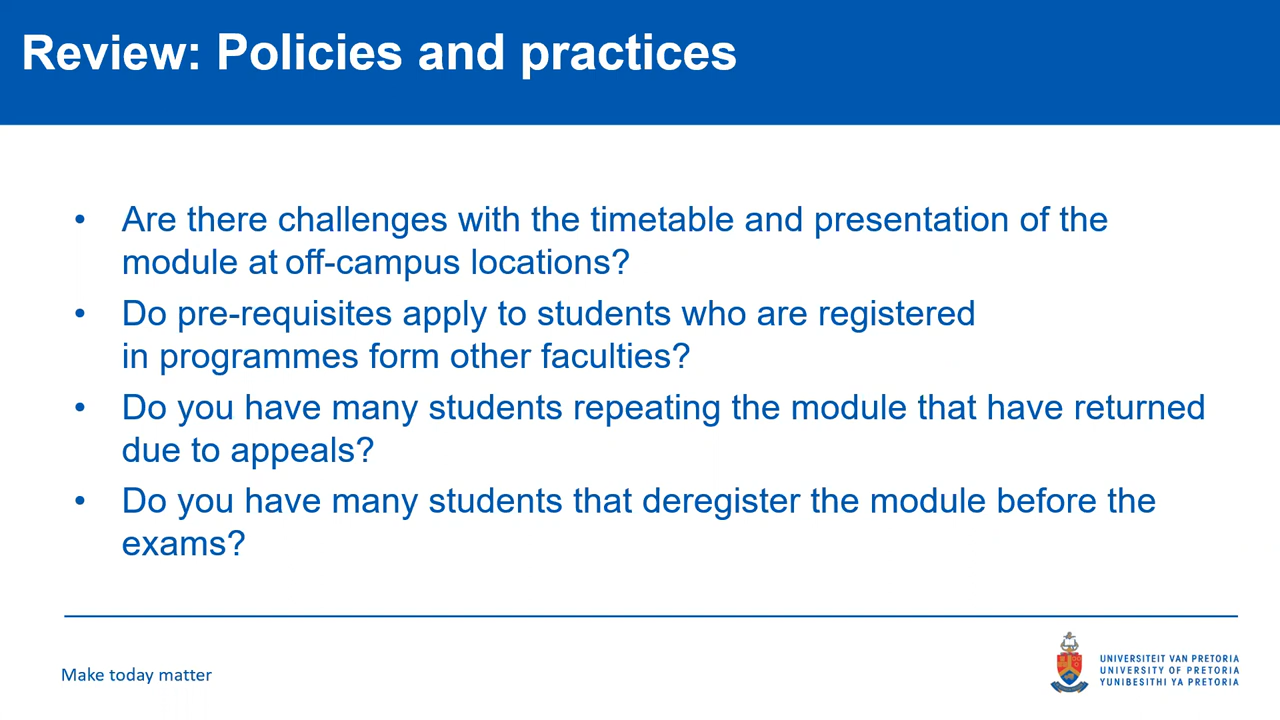 Review: Policies and practices
• Are there challenges with the timetable and presentation of the
module at off-campus locations?
• Do pre-requisites apply to students who are registered
in programmes form other faculties?
• Do you have many students repeating the module that have returned
due to appeals?
• Do you have many students that deregister the module before the
exams?
Make today matter
UNIVERSITEIT VAN PRETORIA
UNIVERSITY OF PRETORIA
YUNIBESITHI YA PRETORIA